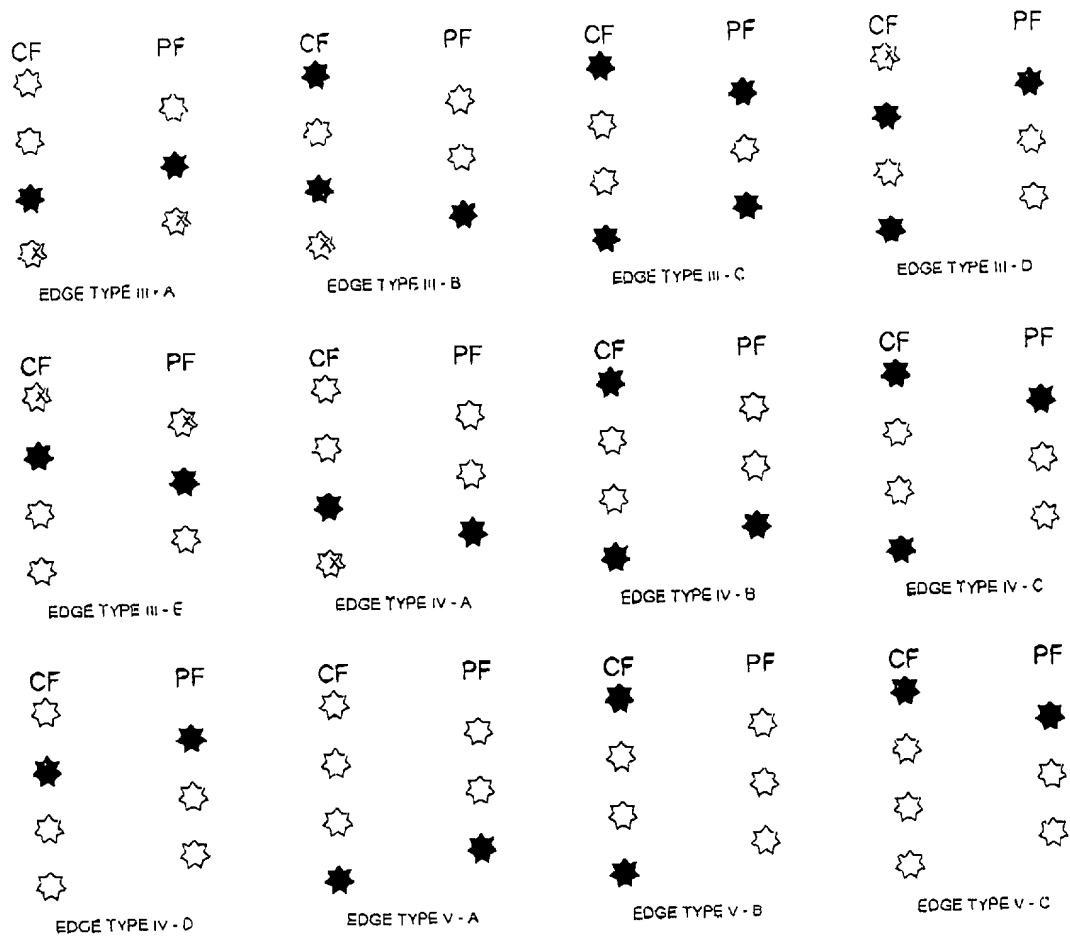 CF PF CF PF CF PF CF PF
EDGE TYPE III - A EDGE TYPE III - B EDGE TYPE III - C EDGE TYPE III - D
CF PF CF PF CF PF CF PF
EDGE TYPE III - E EDGE TYPE IV - A EDGE TYPE IV - B EDGE TYPE IV - C
CF PF CF PF CF PF CF PF
EDGE TYPE IV - D EDGE TYPE V - A EDGE TYPE V - B EDGE TYPE V - C